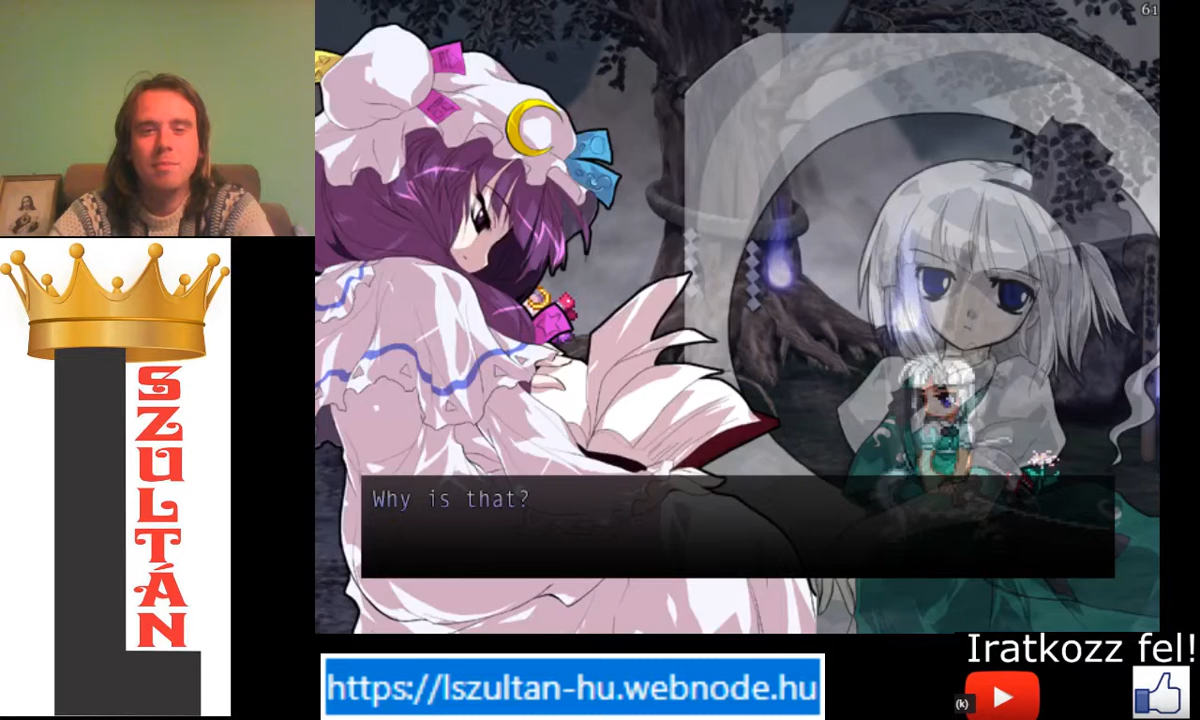 61
Why is that?
L
SZULTÁN
https://lszultan-hu.webnode.hu
Iratkozz fel!
(k)